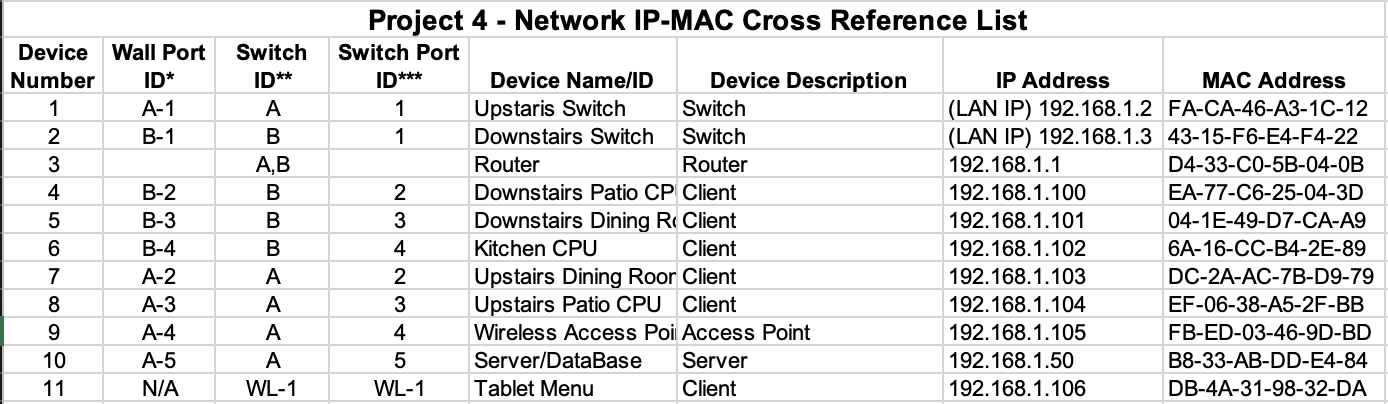 Project 4 - Network IP-MAC Cross Reference List
Device Number Wall Port ID* Switch ID** Switch Port ID*** Device Name/ID Device Description IP Address MAC Address
1 A-1 A 1 Upstaris Switch Switch (LAN IP) 192.168.1.2 FA-CA-46-A3-1C-12
2 B-1 B 1 Downstairs Switch Switch (LAN IP) 192.168.1.3 43-15-F6-E4-F4-22
3 A,B Router Router 192.168.1.1 D4-33-C0-5B-04-0B
4 B-2 B 2 Downstairs Patio CP Client 192.168.1.100 EA-77-C6-25-04-3D
5 B-3 B 3 Downstairs Dining Ro Client 192.168.1.101 04-1E-49-D7-CA-A9
6 B-4 B 4 Kitchen CPU Client 192.168.1.102 6A-16-CC-B4-2E-89
7 A-2 A 2 Upstairs Dining Roor Client 192.168.1.103 DC-2A-AC-7B-D9-79
8 A-3 A 3 Upstairs Patio CPU Client 192.168.1.104 EF-06-38-A5-2F-BB
9 A-4 A 4 Wireless Access Poi Access Point 192.168.1.105 FB-ED-03-46-9D-BD
10 A-5 A 5 Server/DataBase Server 192.168.1.50 B8-33-AB-DD-E4-84
11 N/A WL-1 WL-1 Tablet Menu Client 192.168.1.106 DB-4A-31-98-32-DA